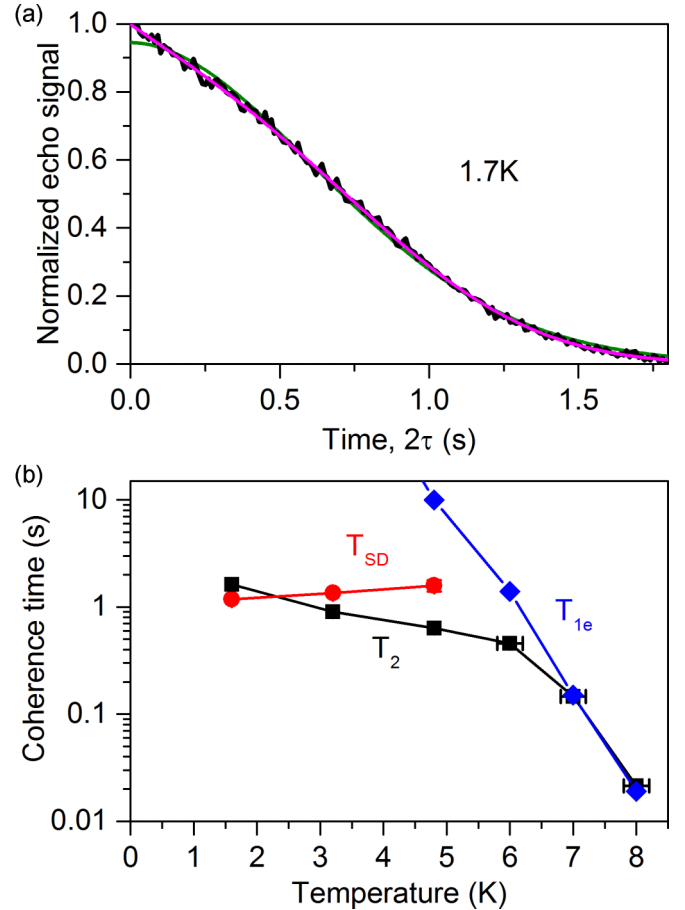 (a)
1.0
0.8
0.6
0.4
0.2
0.0
Normalized echo signal
1.7K
0.0 0.5 1.0 1.5
Time, 2τ (s)
(b)
10
1
0.1
0.01
Coherence time (s)
T_SD
T_2
T_1e
0 1 2 3 4 5 6 7 8
Temperature (K)